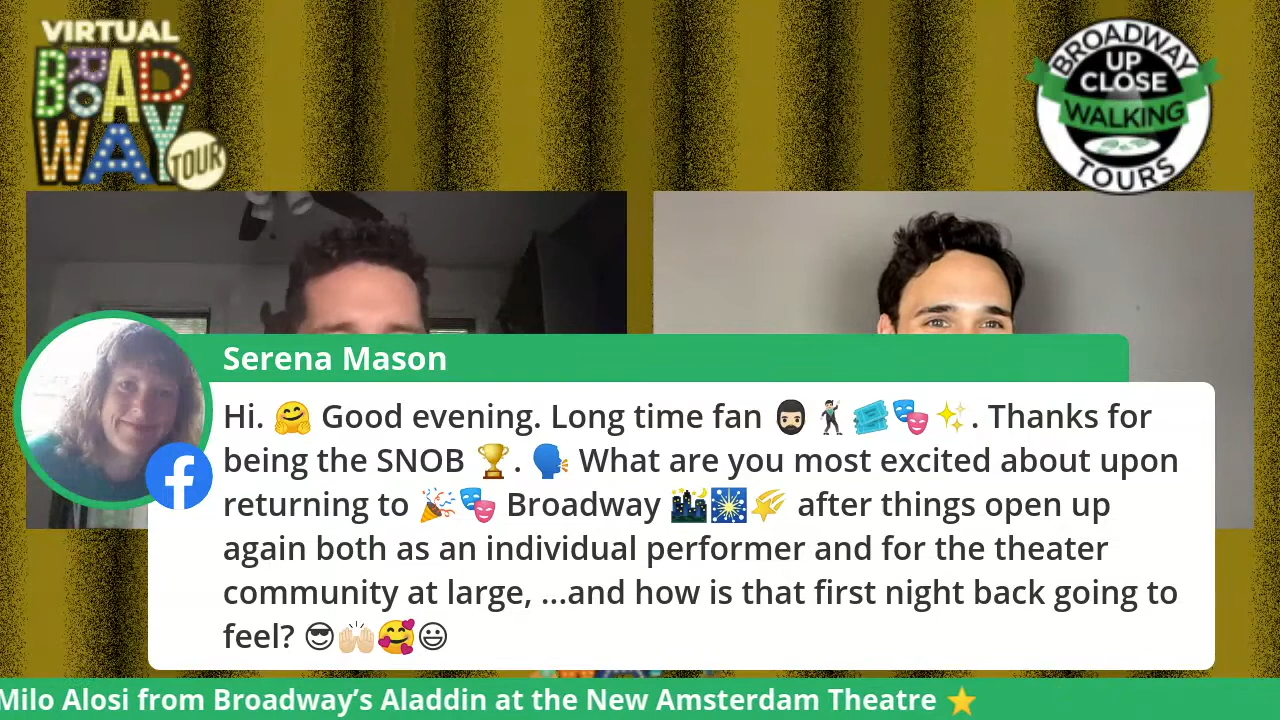 VIRTUAL
BROADWAY
TOUR
BROADWAY
UP
CLOSE
WALKING
TOURS
Serena Mason
Hi. 🤗 Good evening. Long time fan 🧔🏻🕺🏻🎟️🎭✨. Thanks for
being the SNOB 🏆. 🗣️ What are you most excited about upon
returning to 🎉🎭 Broadway 🌃🎆🌠 after things open up
again both as an individual performer and for the theater
community at large, ...and how is that first night back going to
feel? 😎🙌🏻🥰😃
Milo Alosi from Broadway’s Aladdin at the New Amsterdam Theatre ⭐